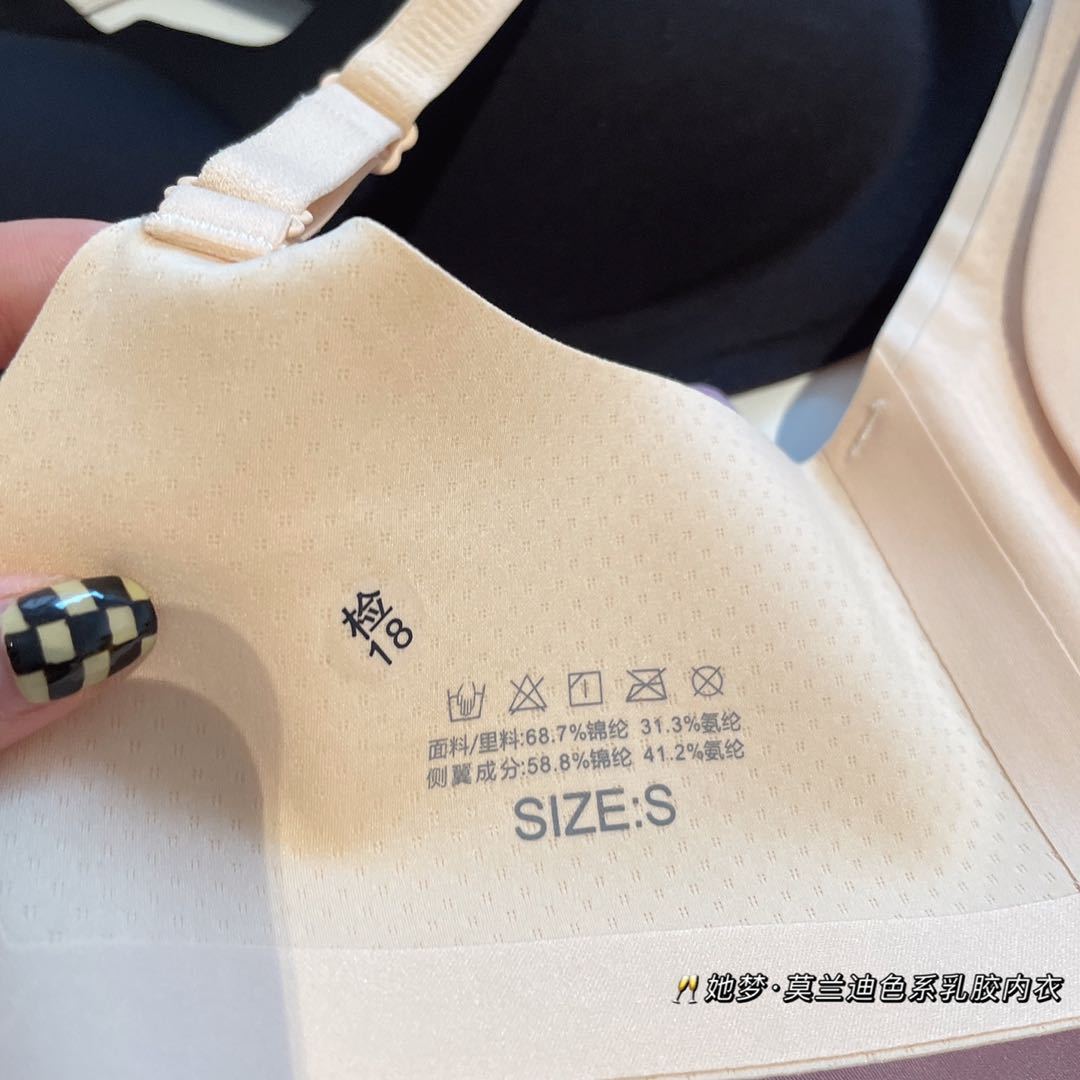 检
18
面料/里料:68.7%锦纶 31.3%氨纶
侧翼成分:58.8%锦纶 41.2%氨纶
SIZE:S
🥂她梦·莫兰迪色系乳胶内衣